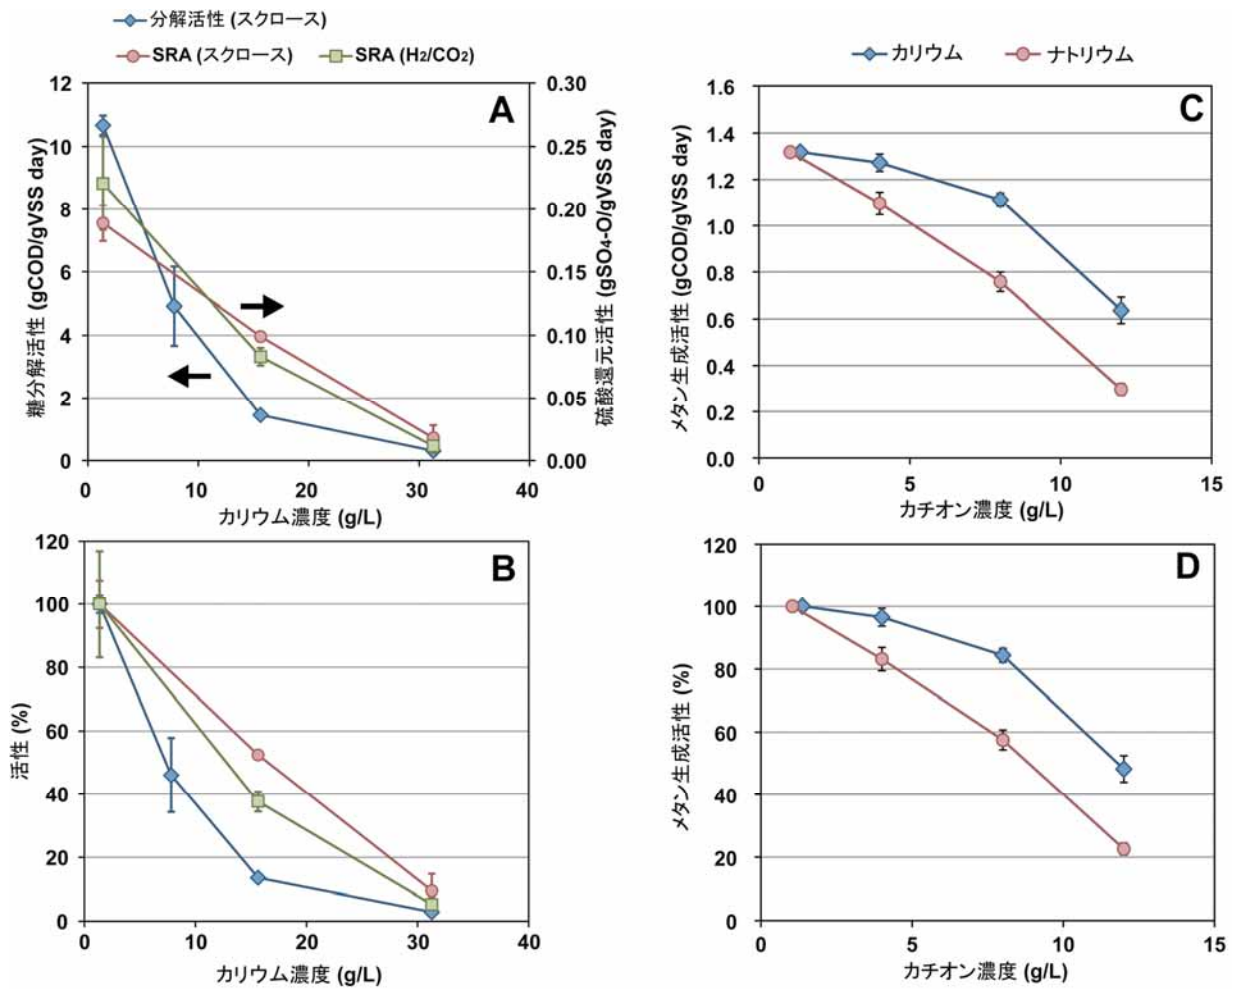 分解活性 (スクロース)
SRA (スクロース) SRA (H2/CO2)
A
12
10
8
6
4
2
0
糖分解活性 (gCOD/gVSS day)
0.30
0.25
0.20
0.15
0.10
0.05
0.00
硫酸還元活性 (gSO4-O/gVSS day)
0 10 20 30 40
カリウム濃度 (g/L)
B
120
100
80
60
40
20
0
活性 (%)
0 10 20 30 40
カリウム濃度 (g/L)
カリウム ナトリウム
C
1.6
1.4
1.2
1.0
0.8
0.6
0.4
0.2
0.0
メタン生成活性 (gCOD/gVSS day)
0 5 10 15
カチオン濃度 (g/L)
D
120
100
80
60
40
20
0
メタン生成活性 (%)
0 5 10 15
カチオン濃度 (g/L)